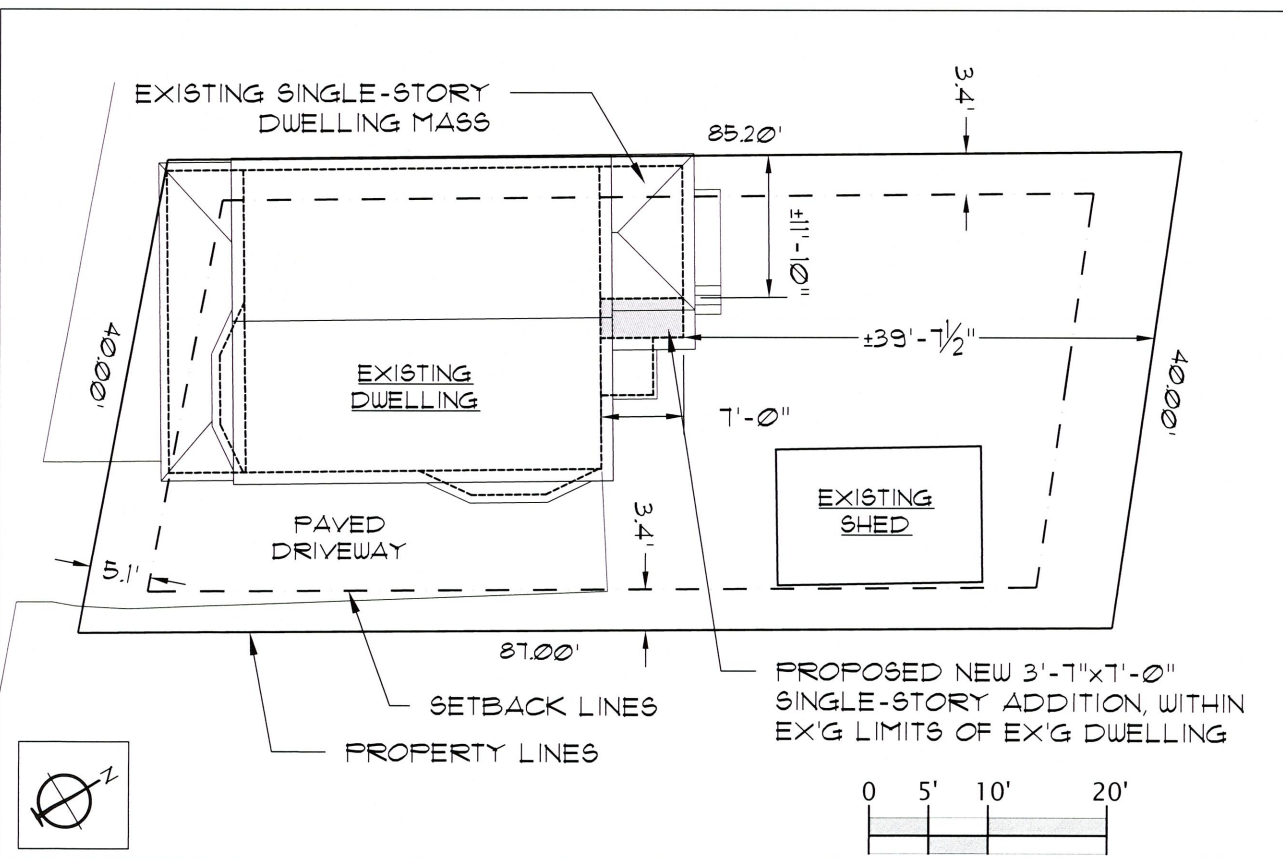 EXISTING SINGLE-STORY
DWELLING MASS
3.4'
85.20'
±11'-10"
40.00'
±39'-7½"
EXISTING
DWELLING
7'-0"
40.00'
EXISTING
SHED
PAVED
DRIVEWAY
3.4'
5.1'
87.00'
PROPOSED NEW 3'-7"x7'-0"
SINGLE-STORY ADDITION, WITHIN
EX'G LIMITS OF EX'G DWELLING
SETBACK LINES
PROPERTY LINES
N
0 5' 10' 20'